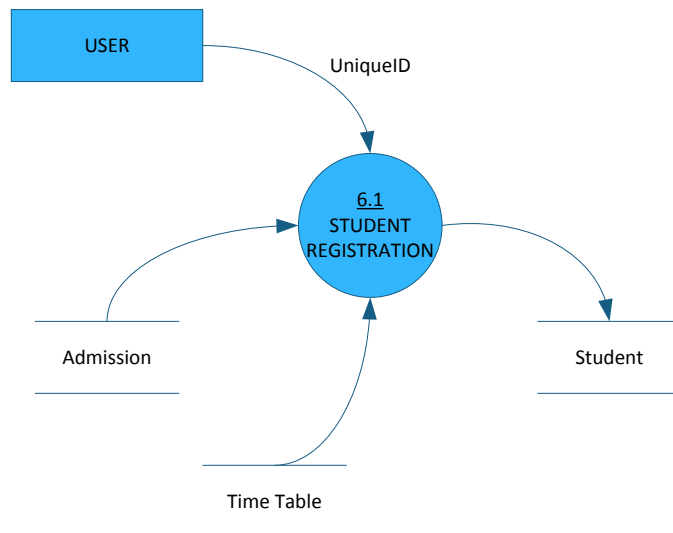 USER
UniqueID
6.1
STUDENT
REGISTRATION
Admission
Student
Time Table